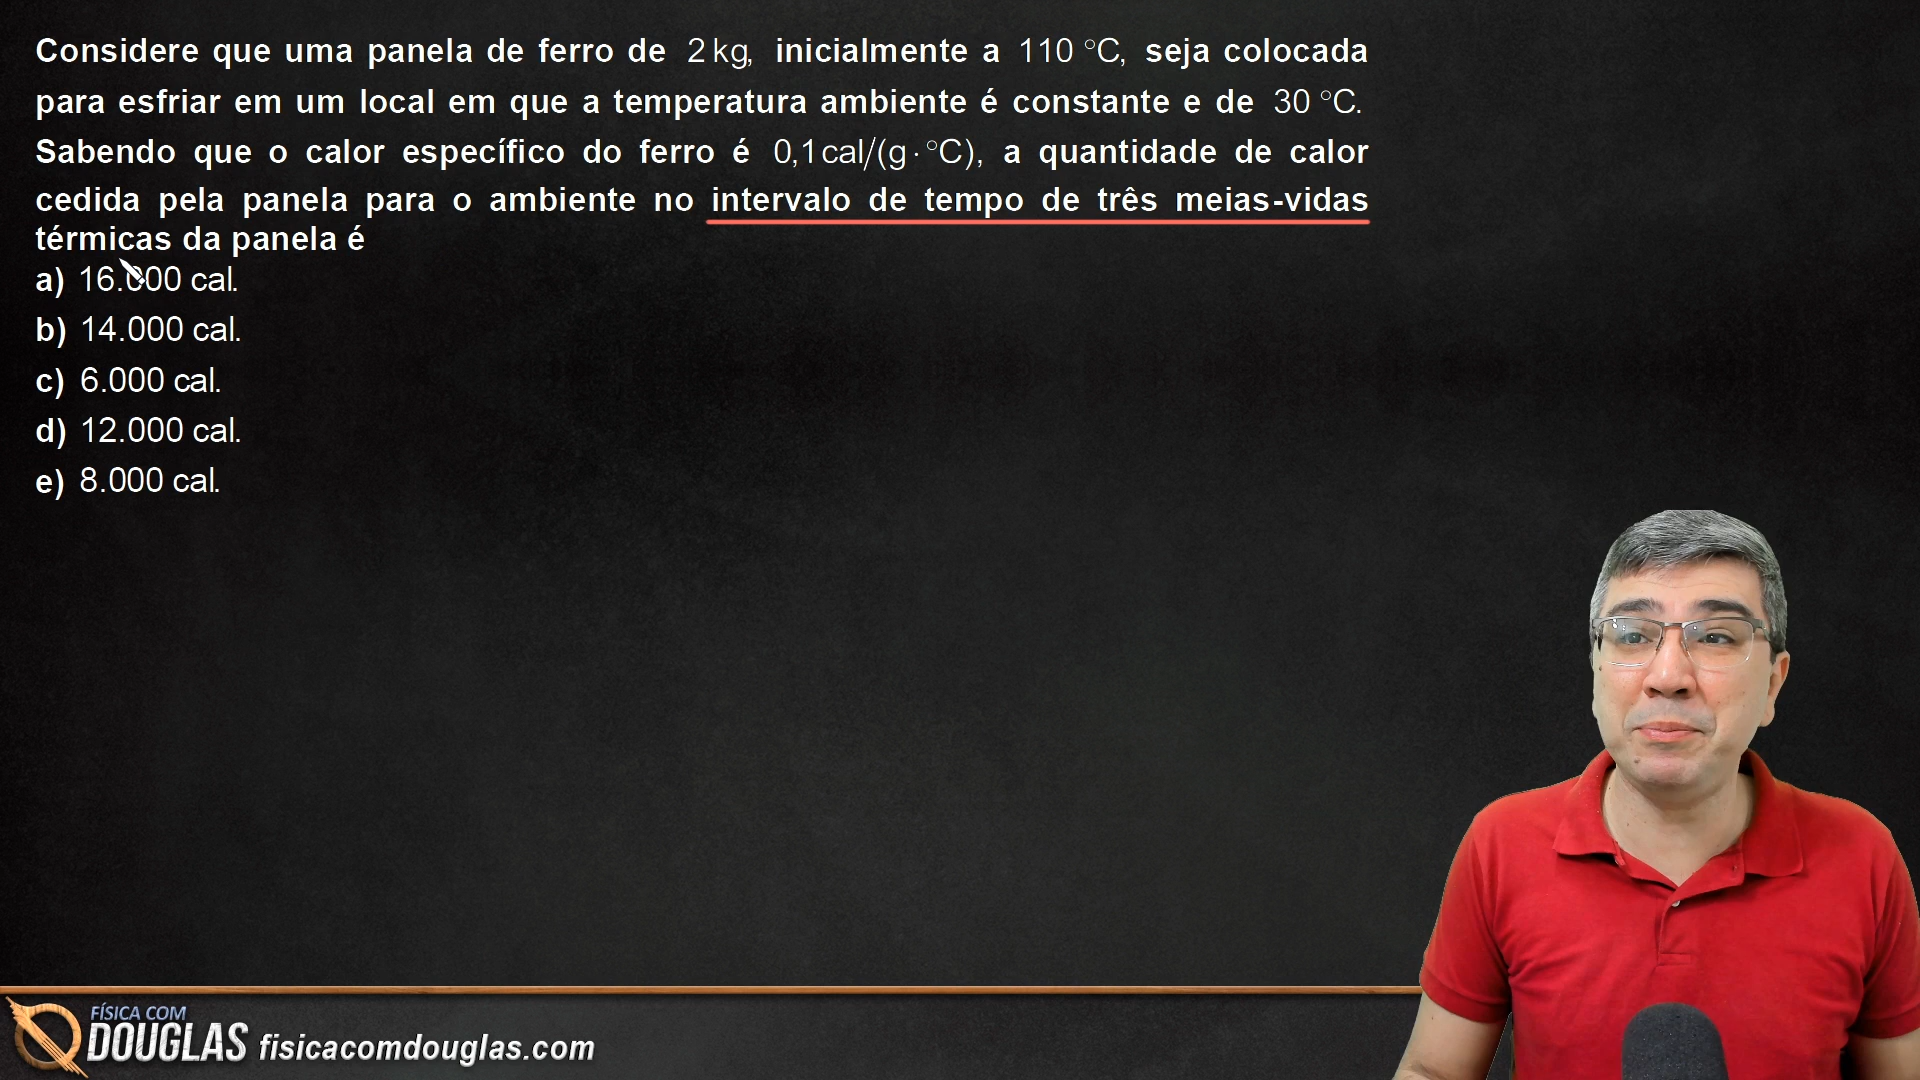 Considere que uma panela de ferro de 2 kg, inicialmente a 110 °C, seja colocada
para esfriar em um local em que a temperatura ambiente é constante e de 30 °C.
Sabendo que o calor específico do ferro é 0,1 cal/(g·°C), a quantidade de calor
cedida pela panela para o ambiente no intervalo de tempo de três meias-vidas
térmicas da panela é
a) 16.000 cal.
b) 14.000 cal.
c) 6.000 cal.
d) 12.000 cal.
e) 8.000 cal.
FÍSICA COM
DOUGLAS fisicacomdouglas.com